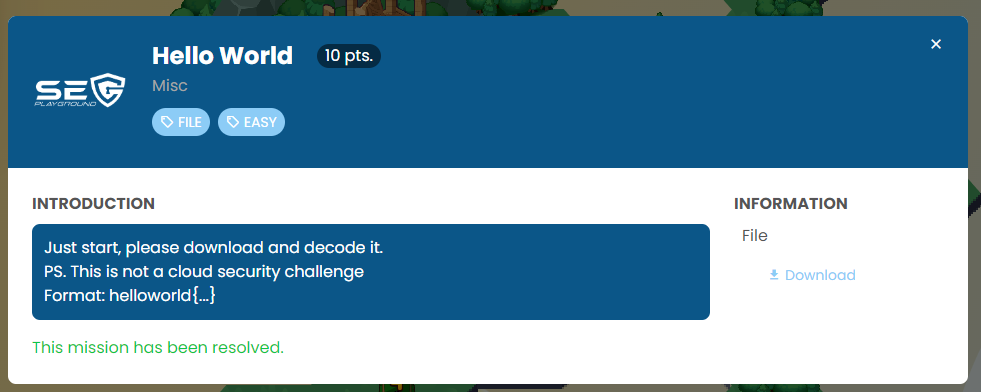 Hello World
10 pts.
×
SEG
PLAYGROUND
Misc
FILE
EASY
INTRODUCTION
Just start, please download and decode it.
PS. This is not a cloud security challenge
Format: helloworld{...}
This mission has been resolved.
INFORMATION
File
Download